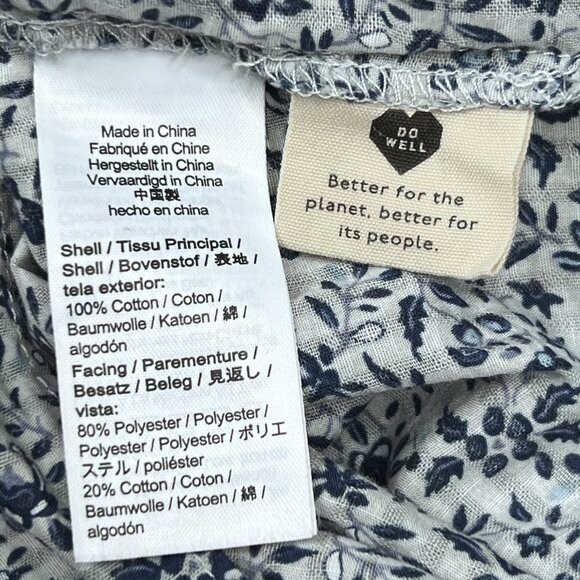 Made in China
Fabriqué en Chine
Hergestellt in China
Vervaardigd in China
中国製
hecho en china
Shell / Tissu Principal /
Shell / Bovenstof / 表地 /
tela exterior:
100% Cotton / Coton /
Baumwolle / Katoen / 綿 /
algodón
Facing / Parementure /
Besatz / Beleg / 見返し /
vista:
80% Polyester / Polyester /
Polyester / Polyester / ポリエ
ステル / poliéster
20% Cotton / Coton /
Baumwolle / Katoen / 綿 /
algodón
DO
WELL
Better for the
planet, better for
its people.